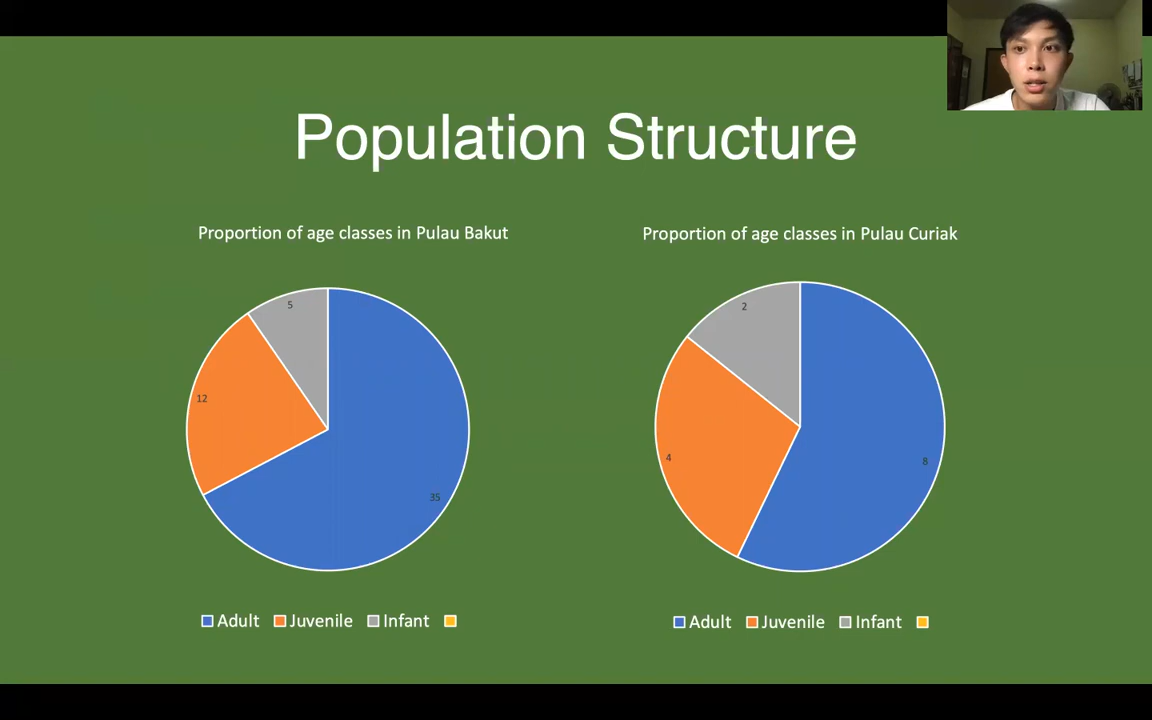 Population Structure
Proportion of age classes in Pulau Bakut
5
12
35
Adult Juvenile Infant
Proportion of age classes in Pulau Curiak
2
4
8
Adult Juvenile Infant